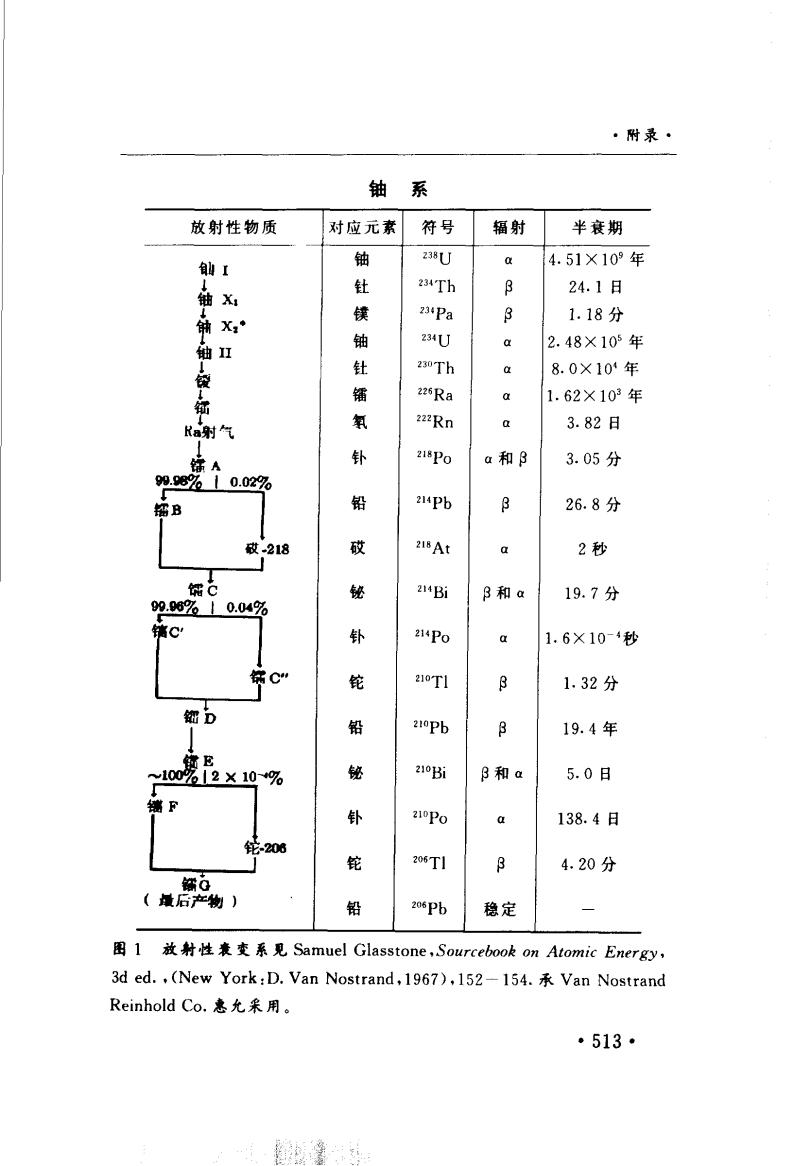 ·附录·
铀 系
放射性物质 对应元素 符号 辐射 半衰期
铀 I 铀 ²³⁸U α 4.51×10⁹ 年
铀 X₁ 钍 ²³⁴Th β 24.1 日
铀 X₂* 镤 ²³⁴Pa β 1.18 分
铀 II 铀 ²³⁴U α 2.48×10⁵ 年
钍 ²³⁰Th α 8.0×10⁴ 年
镭 镭 ²²⁶Ra α 1.62×10³ 年
Ra射气 氡 ²²²Rn α 3.82 日
镭 A 钋 ²¹⁸Po α 和 β 3.05 分
99.98% 0.02%
镭 B 铅 ²¹⁴Pb β 26.8 分
砹-218 砹 ²¹⁸At α 2 秒
镭 C 铋 ²¹⁴Bi β 和 α 19.7 分
99.96% 0.04%
镭C′ 钋 ²¹⁴Po α 1.6×10⁻⁴秒
镭 C″ 铊 ²¹⁰Tl β 1.32 分
镭 D 铅 ²¹⁰Pb β 19.4 年
镭 E 铋 ²¹⁰Bi β 和 α 5.0 日
~100% 2 × 10 %
镭 F 钋 ²¹⁰Po α 138.4 日
铊-206 铊 ²⁰⁶Tl β 4.20 分
镭G
(最后产物) 铅 ²⁰⁶Pb 稳定 —
图 1 放射性衰变系见 Samuel Glasstone,Sourcebook on Atomic Energy,
3d ed.,(New York:D. Van Nostrand,1967),152—154. 承 Van Nostrand
Reinhold Co. 惠允采用。
·513·